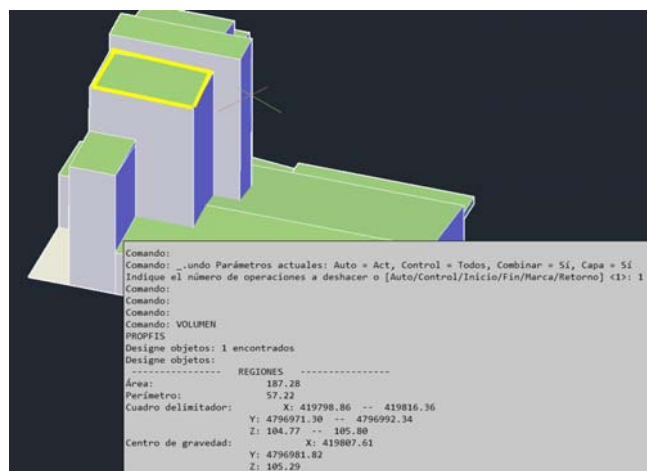 Comando:
Comando: _.undo Parámetros actuales: Auto = Act, Control = Todos, Combinar = Sí, Capa = Sí
Indique el número de operaciones a deshacer o [Auto/Control/Inicio/Fin/Marca/Retorno] <1>: 1
Comando:
Comando:
Comando:
Comando: VOLUMEN
PROPFIS
Designe objetos: 1 encontrados
Designe objetos:
---------------- REGIONES ----------------
Área: 187.28
Perímetro: 57.22
Cuadro delimitador: X: 419798.86 -- 419816.36
Y: 4796971.30 -- 4796992.34
Z: 104.77 -- 105.80
Centro de gravedad: X: 419807.61
Y: 4796981.82
Z: 105.29